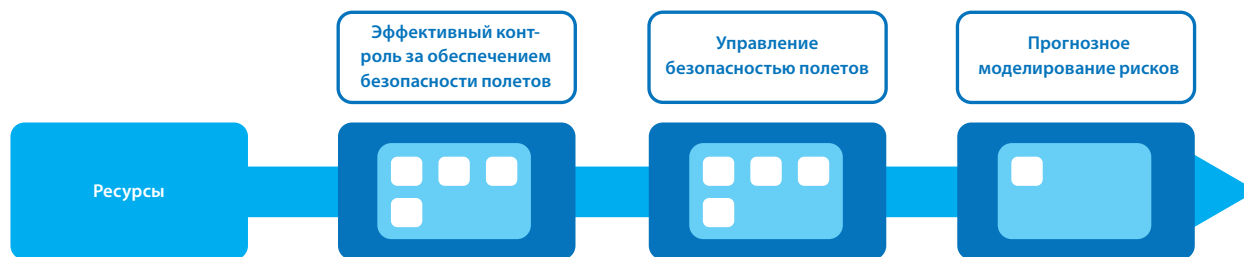 Эффективный конт-
роль за обеспечением
безопасности полетов
Управление
безопасностью полетов
Прогнозное
моделирование рисков
Ресурсы